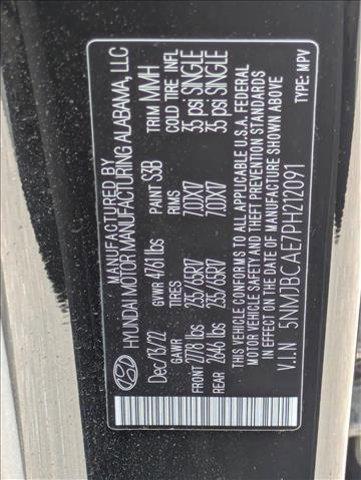 MANUFACTURED BY
HYUNDAI MOTOR MANUFACTURING ALABAMA, LLC
Dec/13/22 GVWR 4761 lbs PAINT S3B TRIM MMH
GAWR TIRES COLD TIRE INFL
FRONT 2778 lbs 235/65R17 7.0JX17 35 psi SINGLE
REAR 2646 lbs 235/65R17 7.0JX17 35 psi SINGLE
THIS VEHICLE CONFORMS TO ALL APPLICABLE U.S.A. FEDERAL
MOTOR VEHICLE SAFETY AND THEFT PREVENTION STANDARDS
IN EFFECT ON THE DATE OF MANUFACTURE SHOWN ABOVE
V.I.N 5NMJBCAE7PH212091 TYPE: MPV